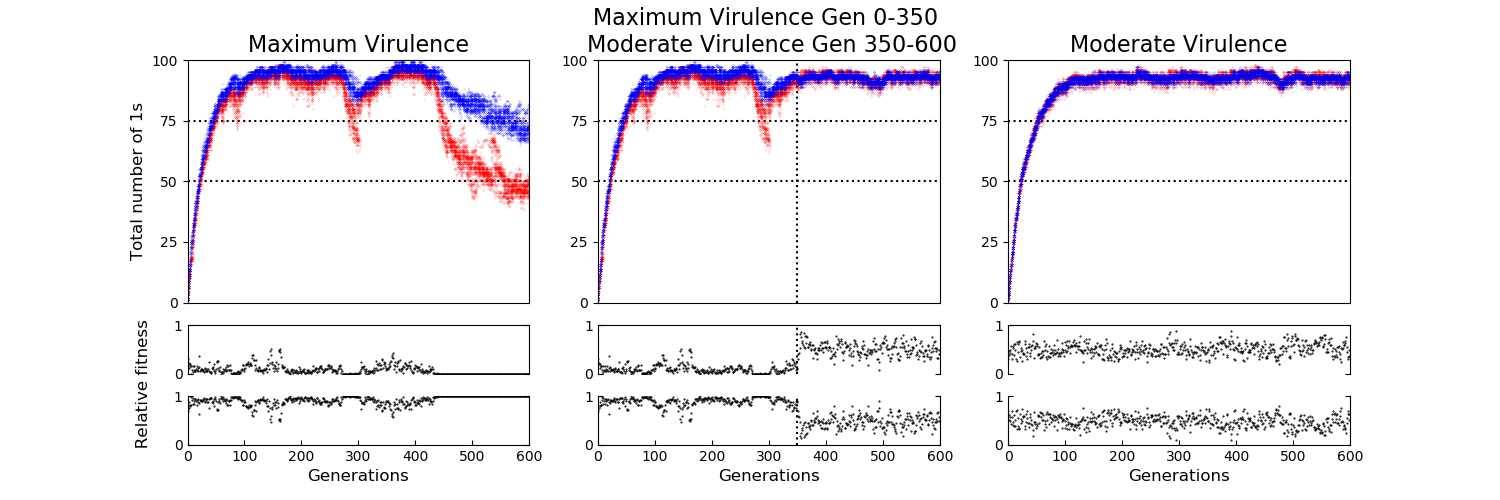 Maximum Virulence
Maximum Virulence Gen 0-350
Moderate Virulence Gen 350-600
Moderate Virulence
Total number of 1s
100
75
50
25
0
100
75
50
25
0
100
75
50
25
0
Relative fitness
1
0
1
0
1
0
1
0
1
0
1
0
0 100 200 300 400 500 600
0 100 200 300 400 500 600
0 100 200 300 400 500 600
Generations
Generations
Generations